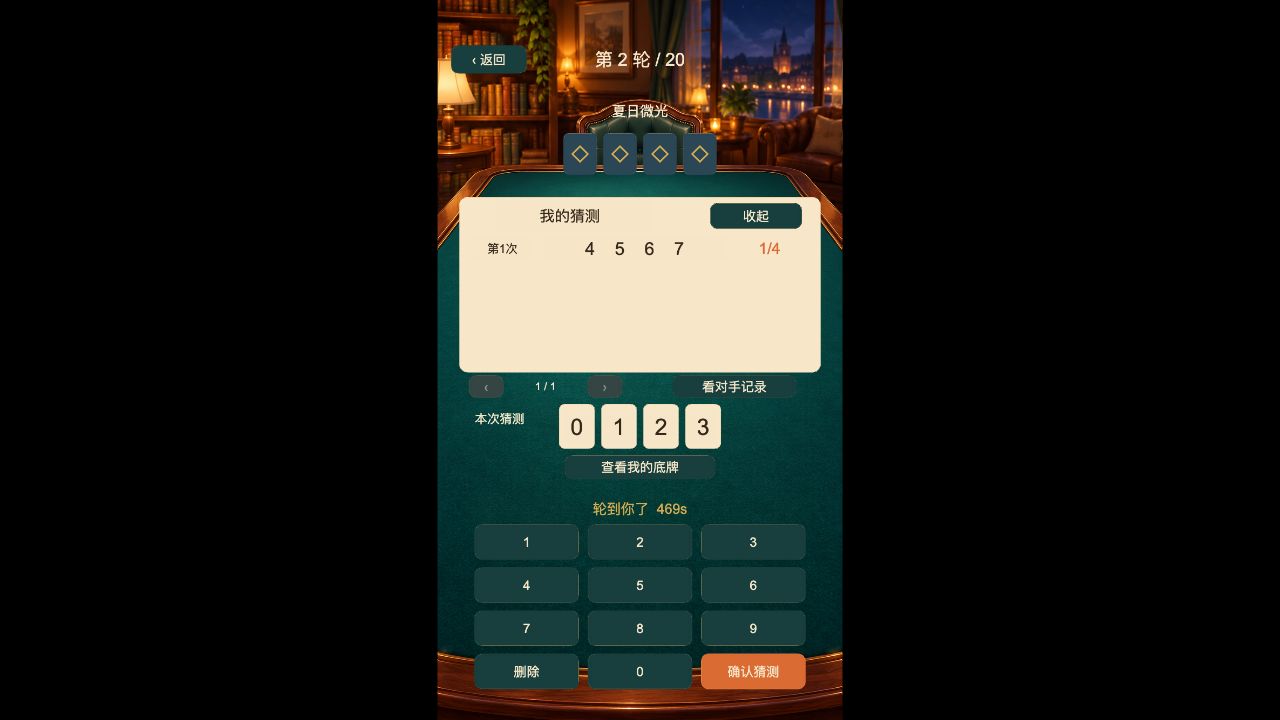 ‹ 返回
第 2 轮 / 20
夏日微光
我的猜测
收起
第1次 4 5 6 7 1/4
‹ 1 / 1 › 看对手记录
本次猜测 0 1 2 3
查看我的底牌
轮到你了 469s
1 2 3
4 5 6
7 8 9
删除 0 确认猜测